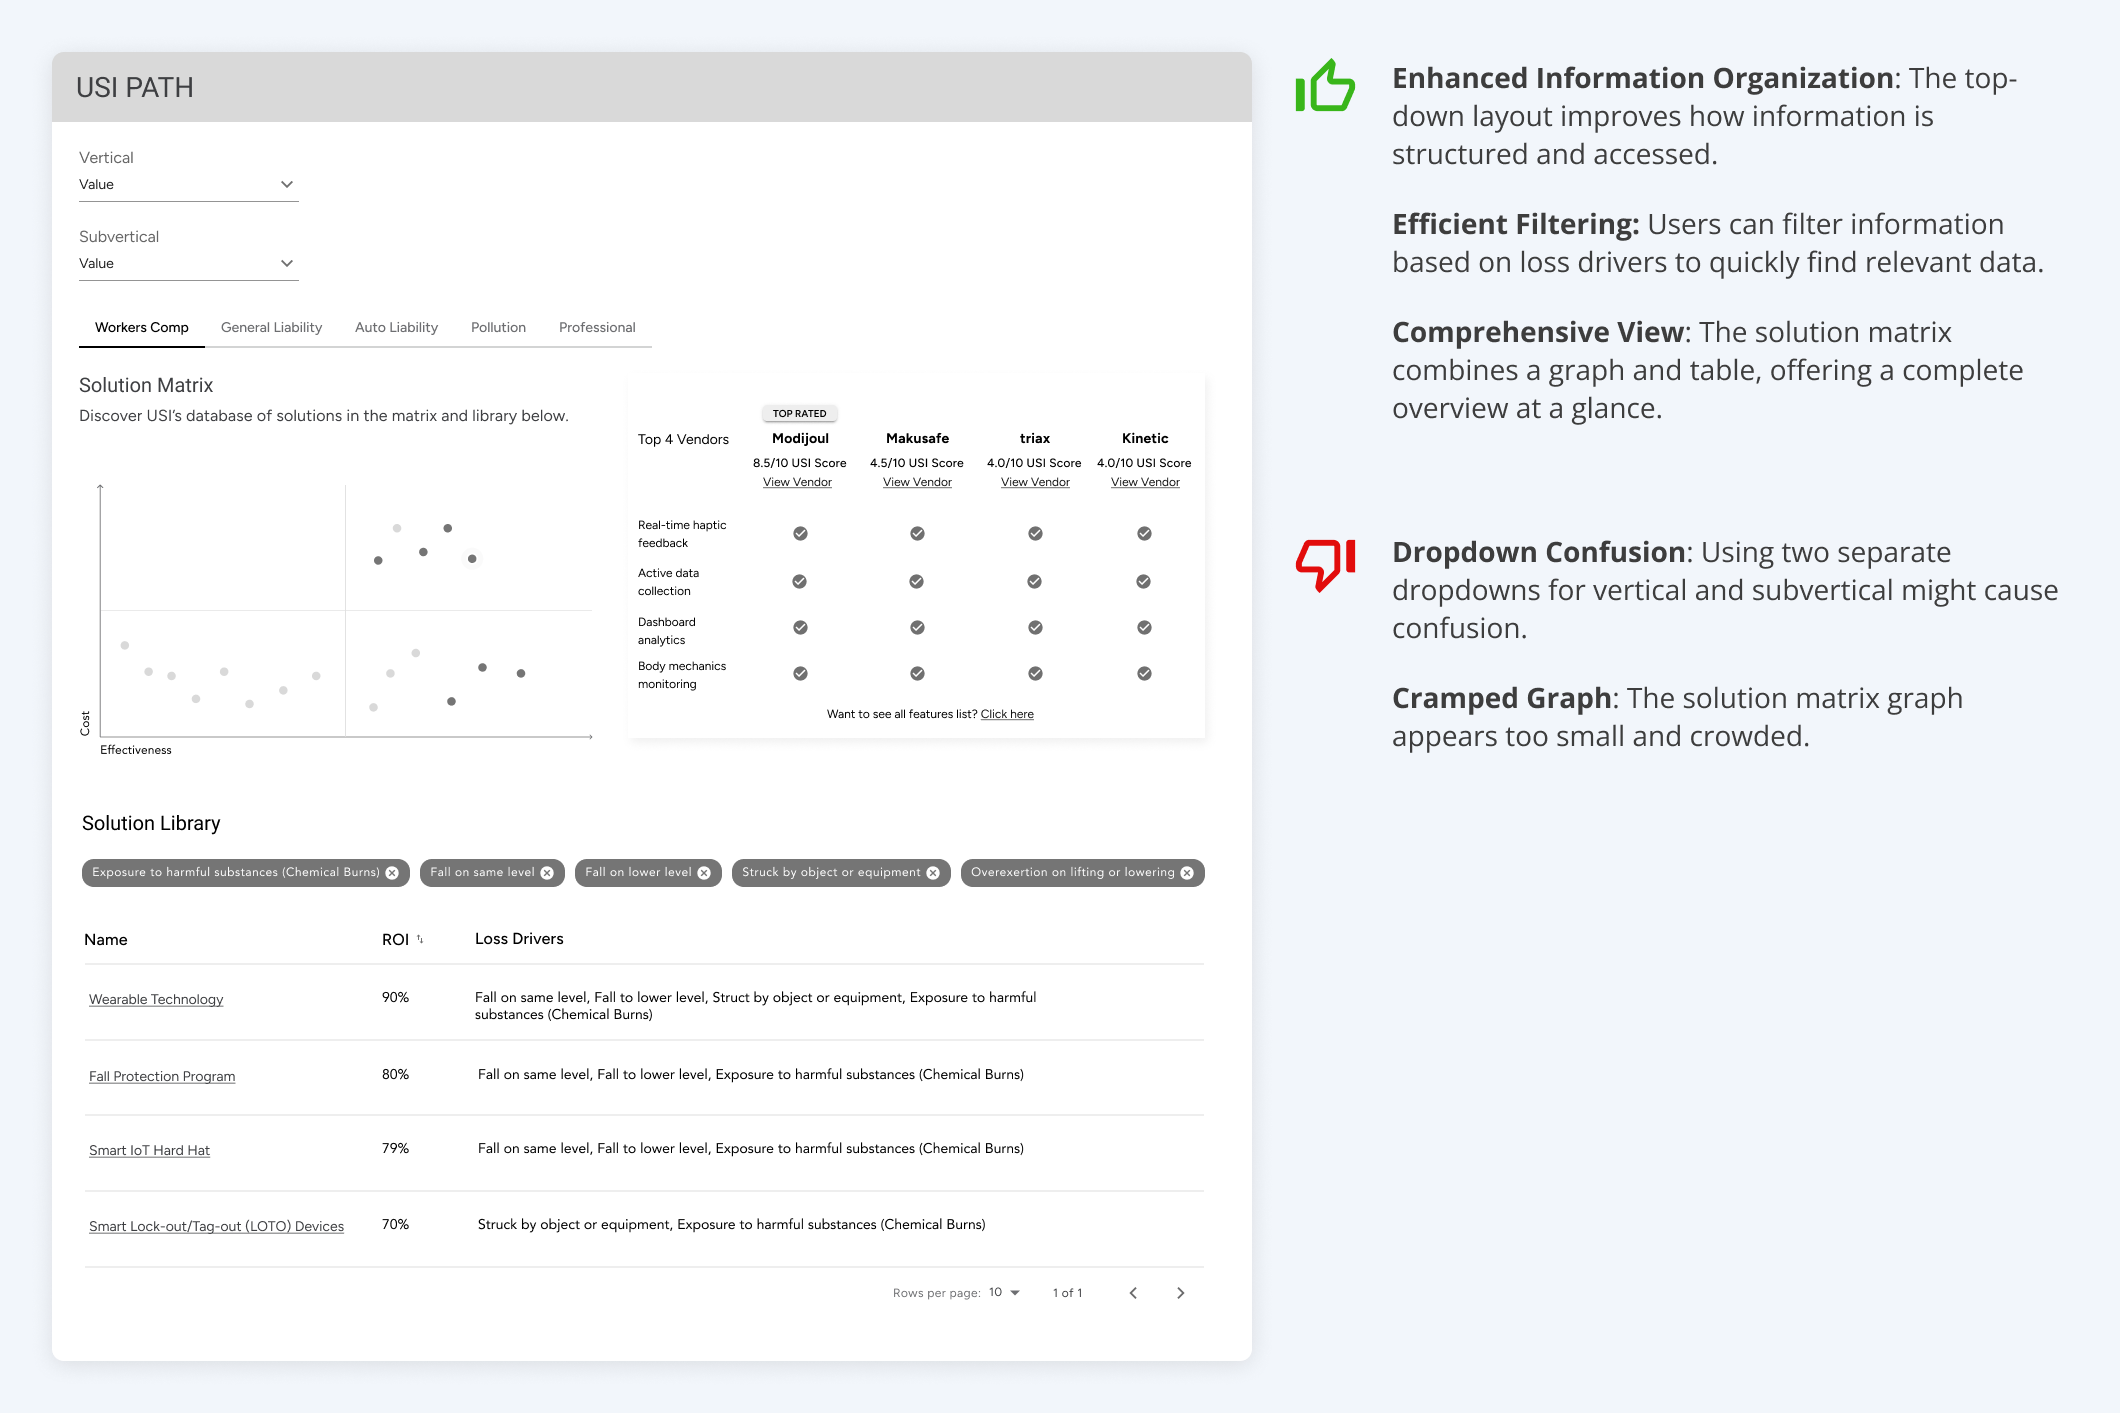 USI PATH
Vertical
Value
Subvertical
Value
Workers Comp
General Liability
Auto Liability
Pollution
Professional
Solution Matrix
Discover USI's database of solutions in the matrix and library below.
Cost
Effectiveness
TOP RATED
Top 4 Vendors
Modijoul
Makusafe
triax
Kinetic
8.5/10 USI Score
4.5/10 USI Score
4.0/10 USI Score
4.0/10 USI Score
View Vendor
View Vendor
View Vendor
View Vendor
Real-time haptic
feedback
Active data
collection
Dashboard
analytics
Body mechanics
monitoring
Want to see all features list? Click here
Solution Library
Exposure to harmful substances (Chemical Burns)
Fall on same level
Fall on lower level
Struck by object or equipment
Overexertion on lifting or lowering
Name
ROI
Loss Drivers
Wearable Technology
90%
Fall on same level, Fall to lower level, Struct by object or equipment, Exposure to harmful
substances (Chemical Burns)
Fall Protection Program
80%
Fall on same level, Fall to lower level, Exposure to harmful substances (Chemical Burns)
Smart IoT Hard Hat
79%
Fall on same level, Fall to lower level, Exposure to harmful substances (Chemical Burns)
Smart Lock-out/Tag-out (LOTO) Devices
70%
Struck by object or equipment, Exposure to harmful substances (Chemical Burns)
Rows per page: 10
1 of 1
Enhanced Information Organization: The top-
down layout improves how information is
structured and accessed.
Efficient Filtering: Users can filter information
based on loss drivers to quickly find relevant data.
Comprehensive View: The solution matrix
combines a graph and table, offering a complete
overview at a glance.
Dropdown Confusion: Using two separate
dropdowns for vertical and subvertical might cause
confusion.
Cramped Graph: The solution matrix graph
appears too small and crowded.